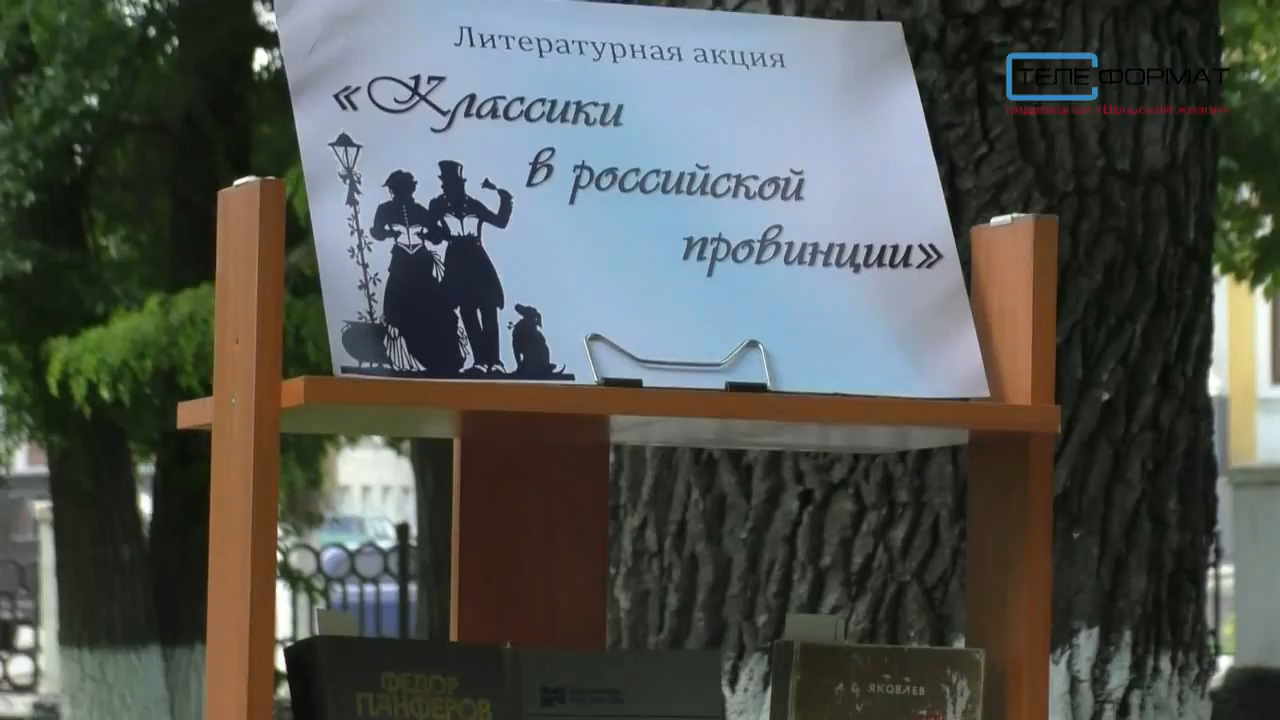 Литературная акция
«Классики
в российской
провинции»
ТЕЛЕФОРМАТ
ФЕДОР
ПАНФЕРОВ
А.С. ЯКОВЛЕВ